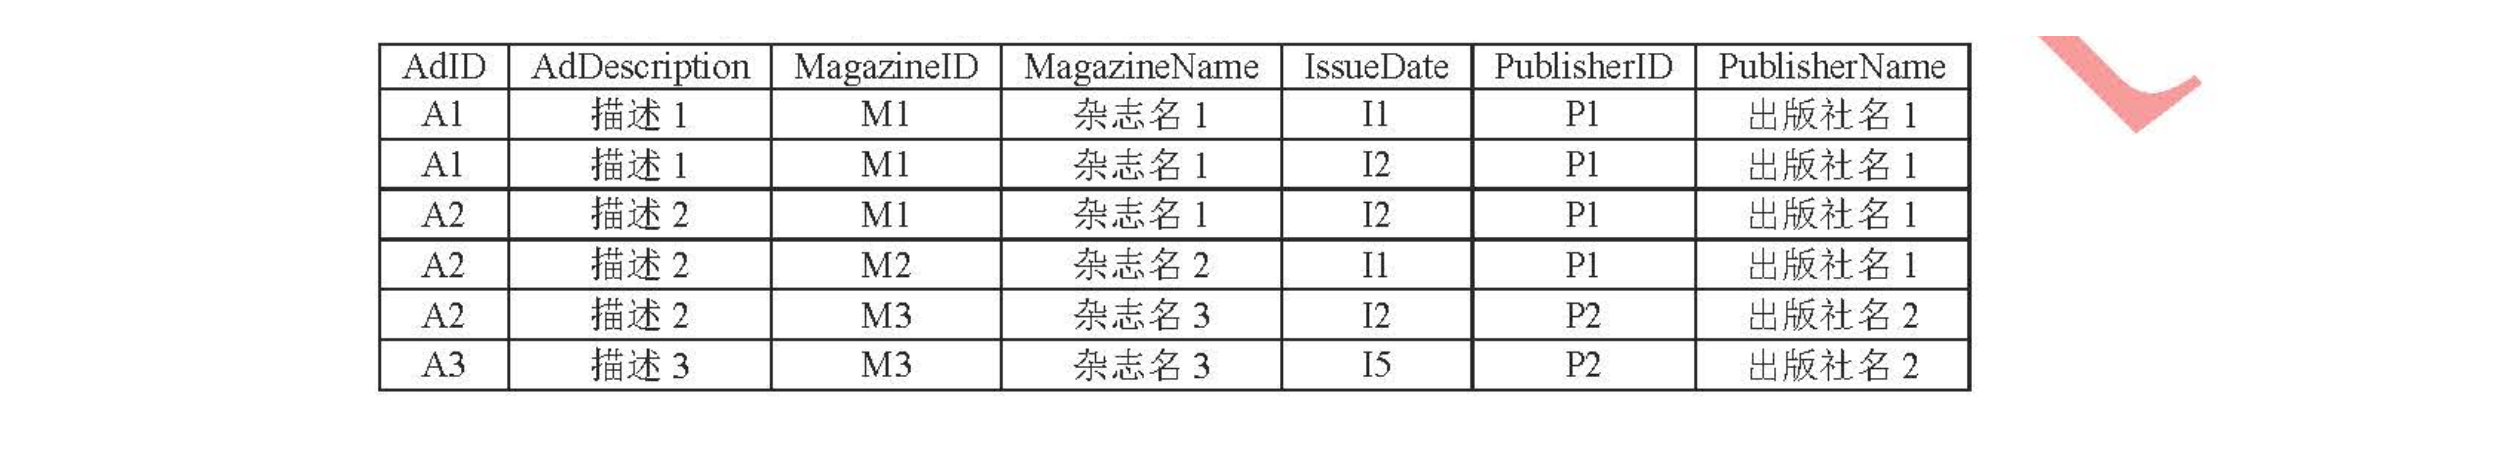 AdID AdDescription MagazineID MagazineName IssueDate PublisherID PublisherName
A1 描述 1 M1 杂志名 1 I1 P1 出版社名 1
A1 描述 1 M1 杂志名 1 I2 P1 出版社名 1
A2 描述 2 M1 杂志名 1 I2 P1 出版社名 1
A2 描述 2 M2 杂志名 2 I1 P1 出版社名 1
A2 描述 2 M3 杂志名 3 I2 P2 出版社名 2
A3 描述 3 M3 杂志名 3 I5 P2 出版社名 2